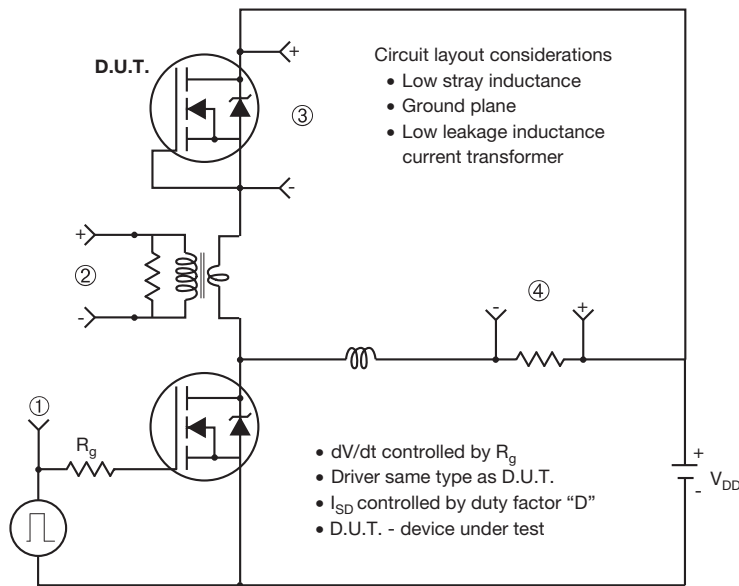 D.U.T.
+
③
-
Circuit layout considerations
• Low stray inductance
• Ground plane
• Low leakage inductance
current transformer
+
②
-
④
-
+
①
Rg
• dV/dt controlled by Rg
• Driver same type as D.U.T.
• ISD controlled by duty factor “D”
• D.U.T. - device under test
+
VDD
-